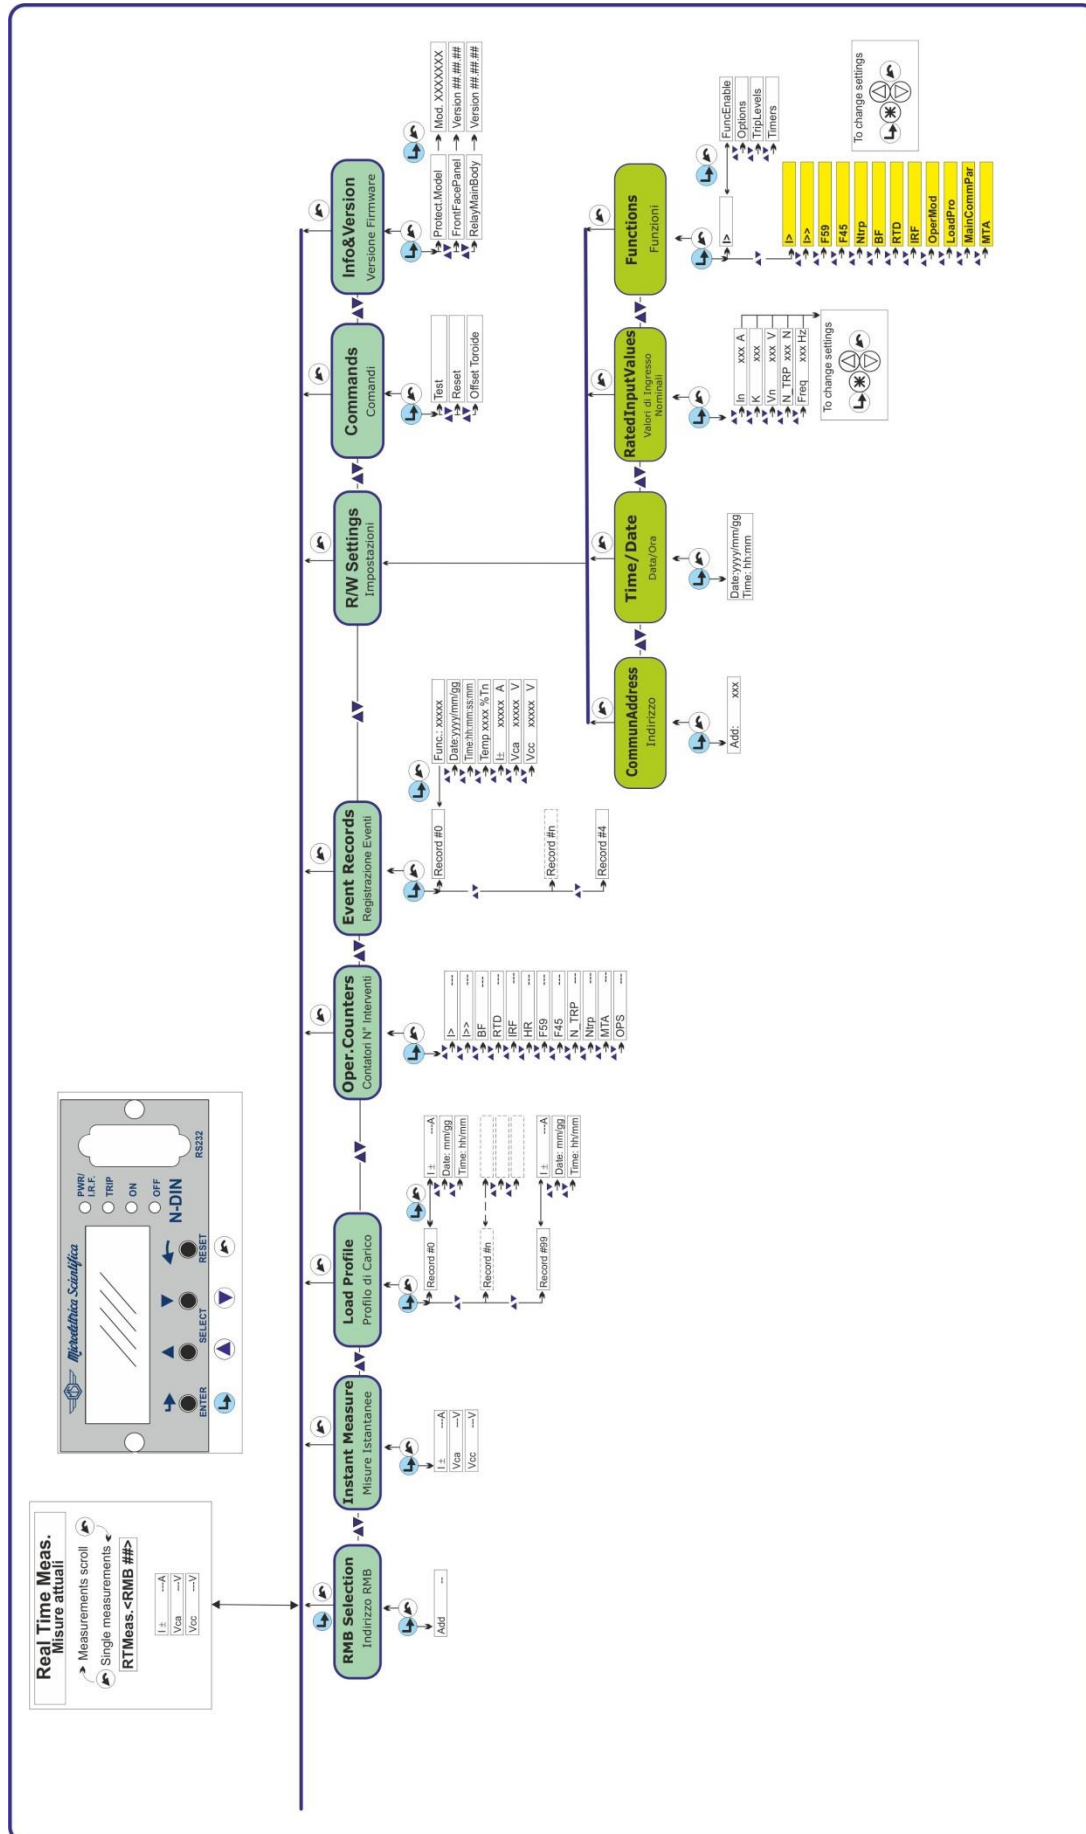 Real Time Meas.
Misure attuali
Measurements scroll
Single measurements
RTMeas.<RMB ##>
I ± ---A
Vca ---V
Vcc ---V
Microelettrica Scientifica
PWR/
I.R.F.
TRIP
ON
OFF
N-DIN
RS232
ENTER
SELECT
RESET
RMB Selection
Indirizzo RMB
Add --
Instant Measure
Misure Istantanee
I ± ---A
Vca ---V
Vcc ---V
Load Profile
Profilo di Carico
Record #0
I ± ---A
Date: mm/gg
Time: hh/mm
Record #n
Record #99
I ± ---A
Date: mm/gg
Time: hh/mm
Oper.Counters
Contatori N° Interventi
I> ---
I>> ---
BF ---
RTD ---
IRF ---
HR ---
F59 ---
F45 ---
N_TRP ---
Ntrp ---
MTA ---
OPS ---
Event Records
Registrazione Eventi
Record #0
Func.: xxxxx
Date:yyyy/mm/gg
Time:hh:mm:ss:mm
Temp xxxx %Tn
I± xxxxx A
Vca xxxxx V
Vcc xxxxx V
Record #n
Record #4
R/W Settings
Impostazioni
Commands
Comandi
Test
Reset
Offset Toroide
Info&Version
Versione Firmware
Protect.Model
Mod. XXXXXXX
FrontFacePanel
Version ##.##.##
RelayMainBody
Version ##.##.##
CommunAddress
Indirizzo
Add: xxx
Time/Date
Data/Ora
Date:yyyy/mm/gg
Time: hh:mm
RatedInputValues
Valori di Ingresso
Nominali
In xxx A
K xxx
Vn xxx V
N_TRP xxx N
Freq xxx Hz
To change settings
Functions
Funzioni
I>
FuncEnable
Options
TripLevels
Timers
I>
I>>
F59
F45
Ntrp
BF
RTD
IRF
OperMod
LoadPro
MainCommPar
MTA
To change settings